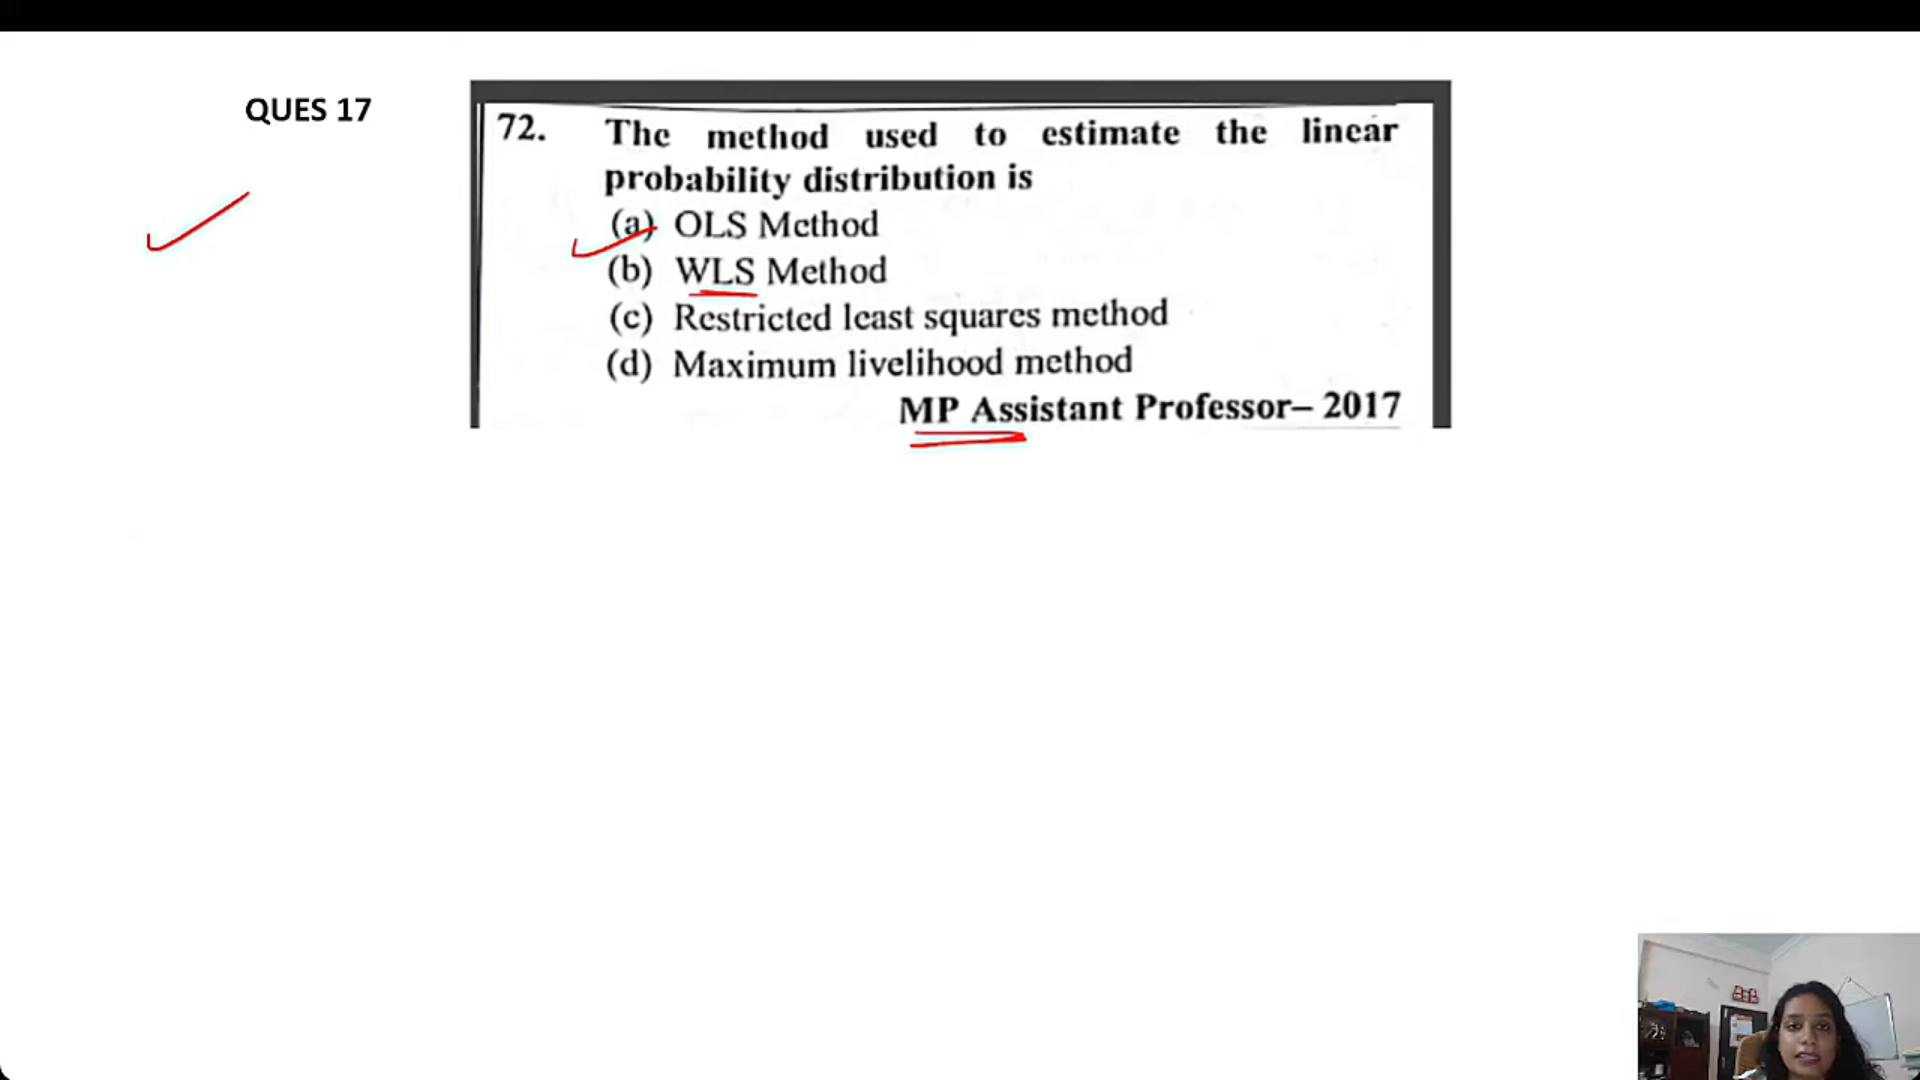 QUES 17
72. The method used to estimate the linear
probability distribution is
(a) OLS Method
(b) WLS Method
(c) Restricted least squares method
(d) Maximum livelihood method
MP Assistant Professor– 2017